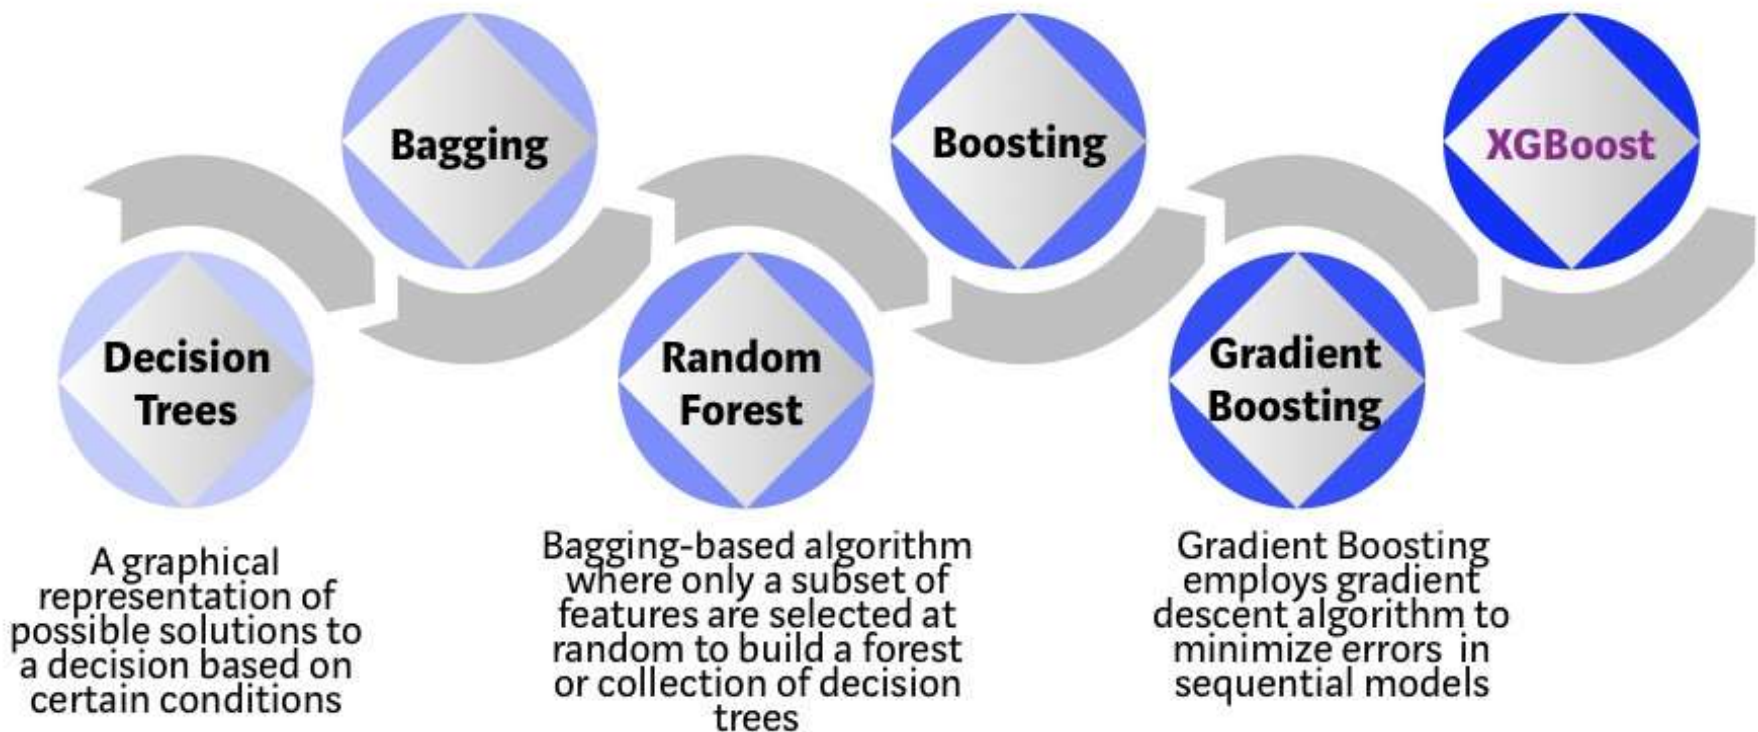 Bagging
Boosting
XGBoost
Decision
Trees
Random
Forest
Gradient
Boosting
A graphical
representation of
possible solutions to
a decision based on
certain conditions
Bagging-based algorithm
where only a subset of
features are selected at
random to build a forest
or collection of decision
trees
Gradient Boosting
employs gradient
descent algorithm to
minimize errors in
sequential models